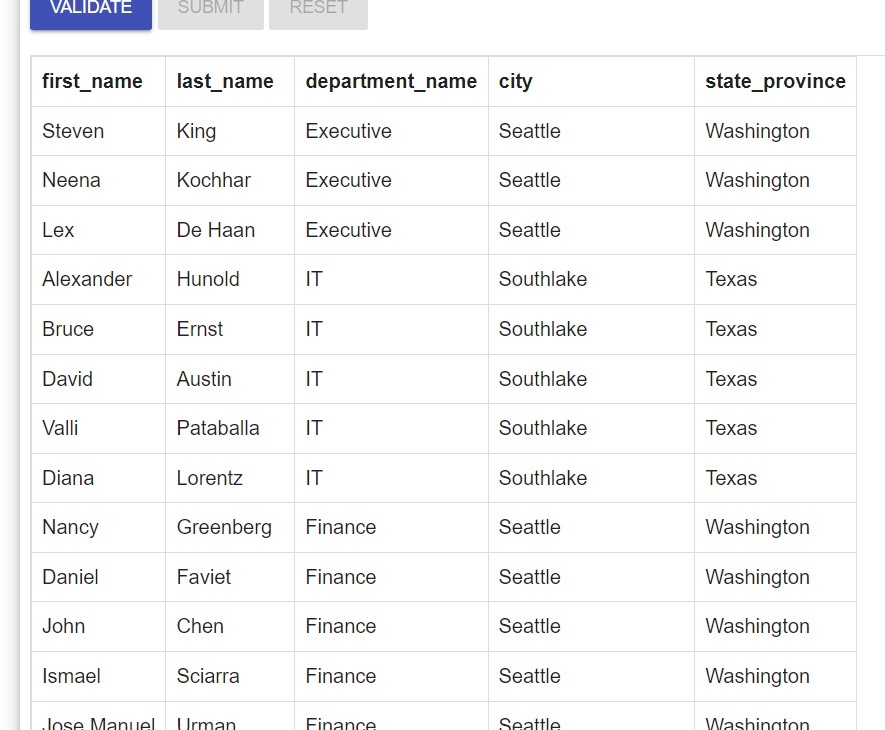 VALIDATE SUBMIT RESET
first_name last_name department_name city state_province
Steven King Executive Seattle Washington
Neena Kochhar Executive Seattle Washington
Lex De Haan Executive Seattle Washington
Alexander Hunold IT Southlake Texas
Bruce Ernst IT Southlake Texas
David Austin IT Southlake Texas
Valli Pataballa IT Southlake Texas
Diana Lorentz IT Southlake Texas
Nancy Greenberg Finance Seattle Washington
Daniel Faviet Finance Seattle Washington
John Chen Finance Seattle Washington
Ismael Sciarra Finance Seattle Washington
Jose Manuel Urman Finance Seattle Washington